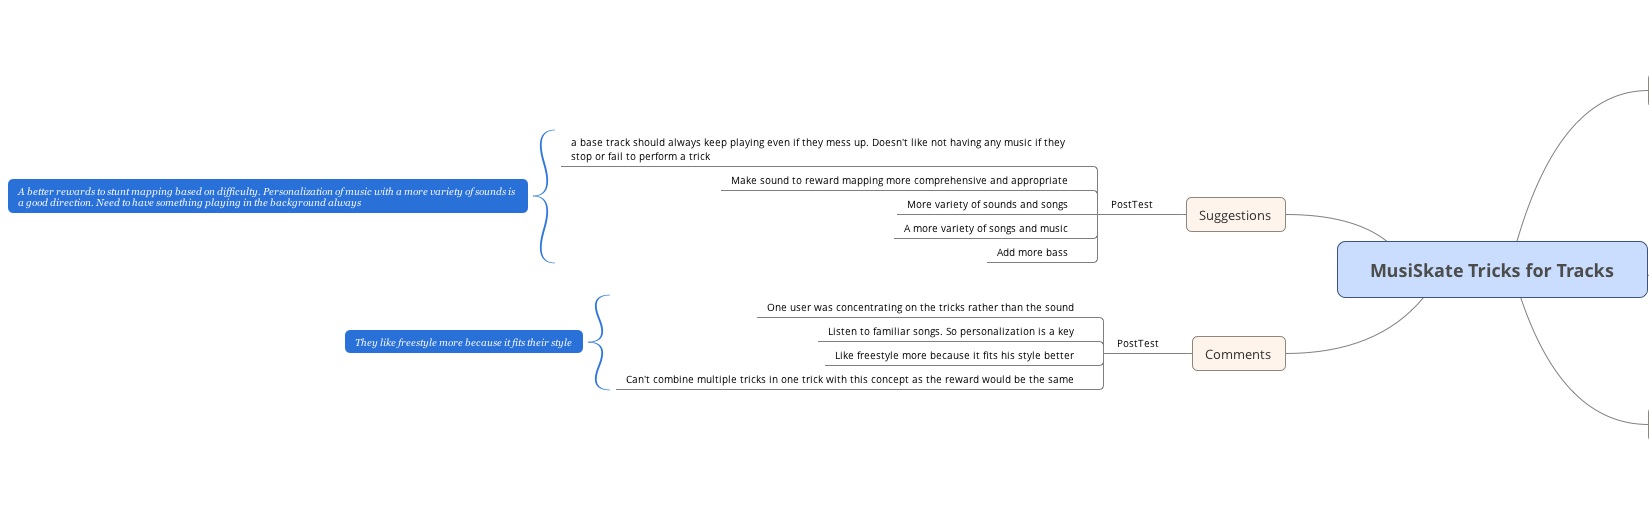 a base track should always keep playing even if they mess up. Doesn't like not having any music if they
stop or fail to perform a trick
A better rewards to stunt mapping based on difficulty. Personalization of music with a more variety of sounds is
a good direction. Need to have something playing in the background always
Make sound to reward mapping more comprehensive and appropriate
More variety of sounds and songs
PostTest
Suggestions
A more variety of songs and music
Add more bass
MusiSkate Tricks for Tracks
One user was concentrating on the tricks rather than the sound
Listen to familiar songs. So personalization is a key
They like freestyle more because it fits their style
PostTest
Comments
Like freestyle more because it fits his style better
Can't combine multiple tricks in one trick with this concept as the reward would be the same